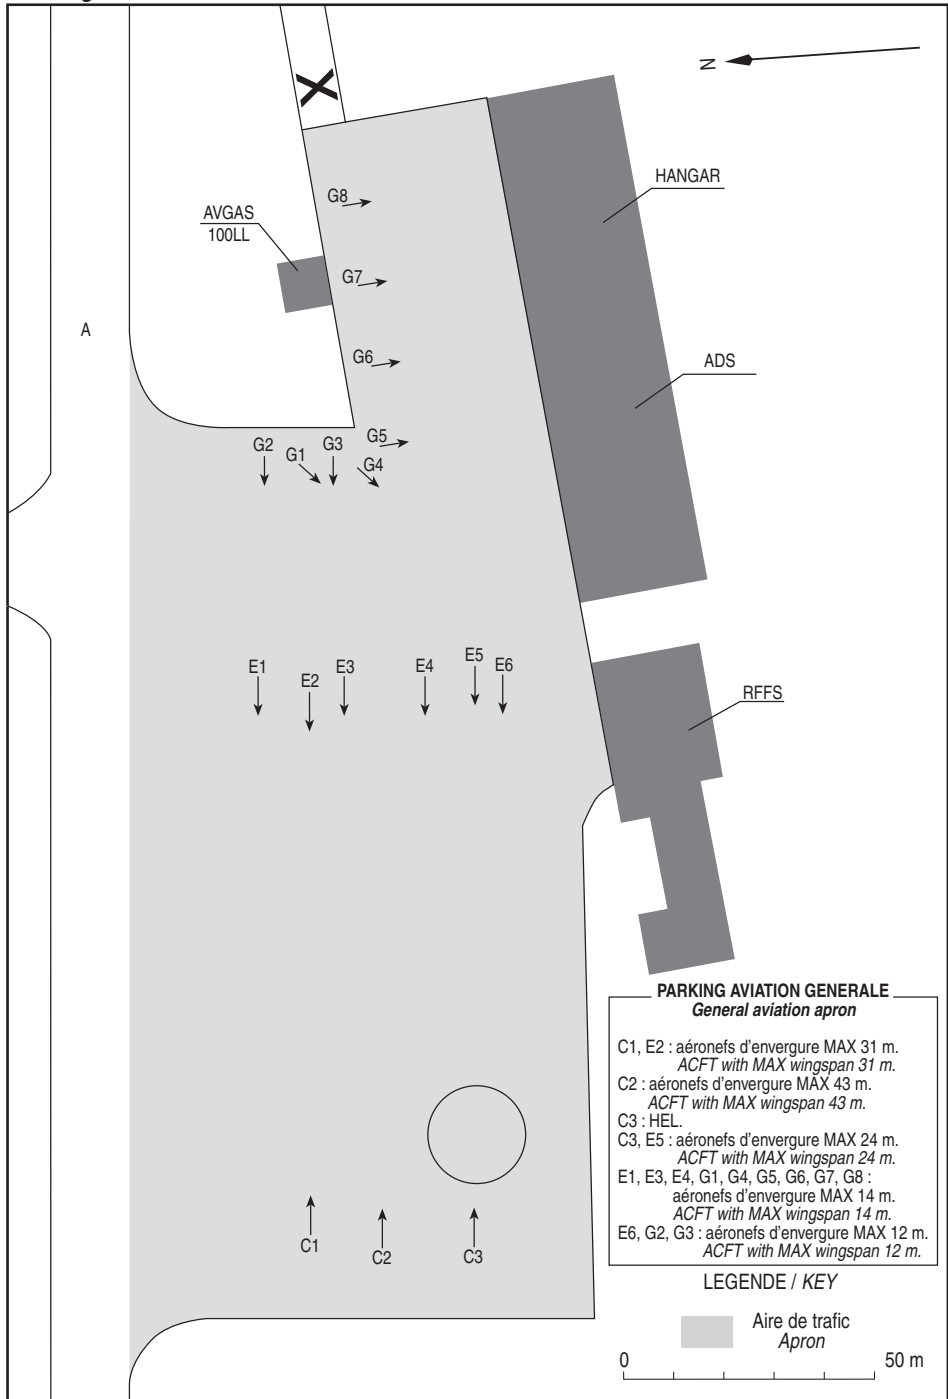 N
HANGAR
G8
AVGAS
100LL
G7
A
G6
ADS
G5
G2
G1
G3
G4
E1
E2
E3
E4
E5
E6
RFFS
PARKING AVIATION GENERALE
General aviation apron
C1, E2 : aéronefs d'envergure MAX 31 m.
ACFT with MAX wingspan 31 m.
C2 : aéronefs d'envergure MAX 43 m.
ACFT with MAX wingspan 43 m.
C3 : HEL.
C3, E5 : aéronefs d'envergure MAX 24 m.
ACFT with MAX wingspan 24 m.
E1, E3, E4, G1, G4, G5, G6, G7, G8 :
aéronefs d'envergure MAX 14 m.
ACFT with MAX wingspan 14 m.
E6, G2, G3 : aéronefs d'envergure MAX 12 m.
ACFT with MAX wingspan 12 m.
C1
C2
C3
LEGENDE / KEY
Aire de trafic
Apron
0 50 m